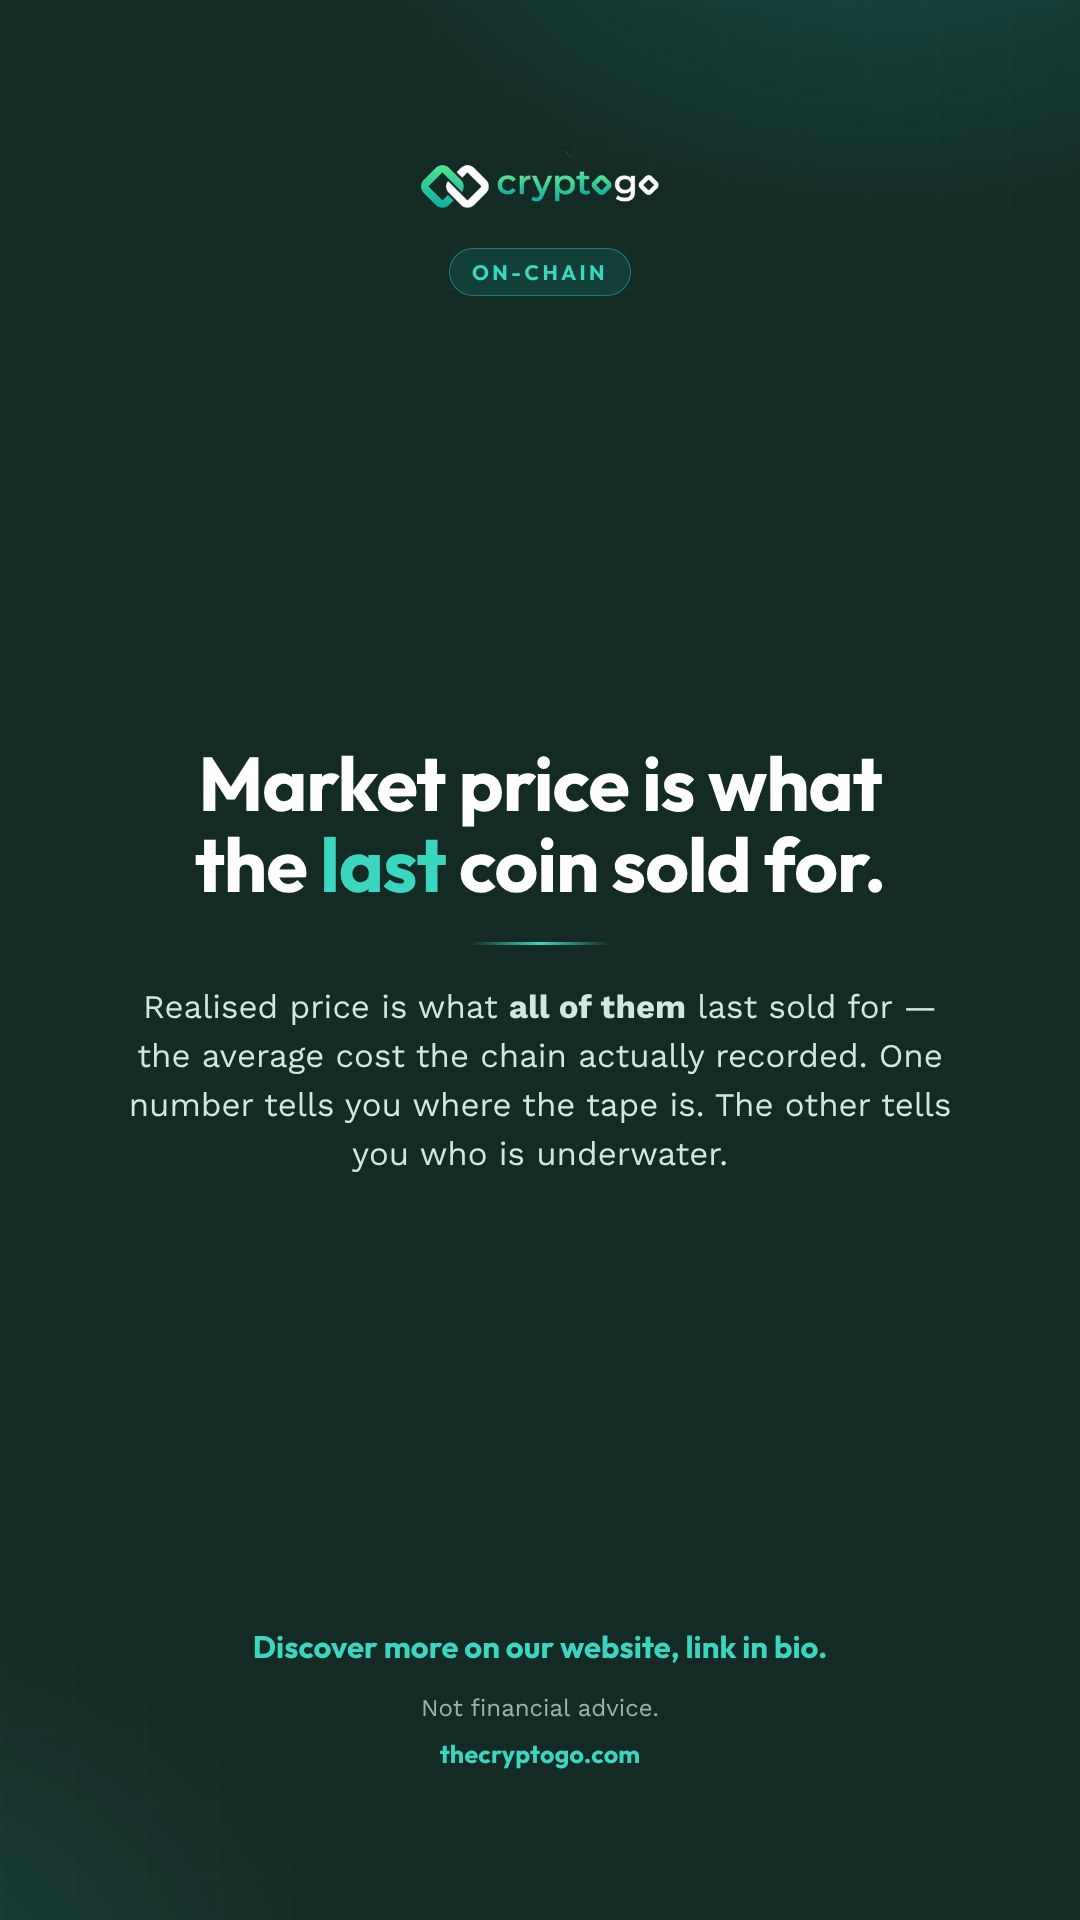 cryptogo
ON-CHAIN
Market price is what
the last coin sold for.
Realised price is what all of them last sold for —
the average cost the chain actually recorded. One
number tells you where the tape is. The other tells
you who is underwater.
Discover more on our website, link in bio.
Not financial advice.
thecryptogo.com